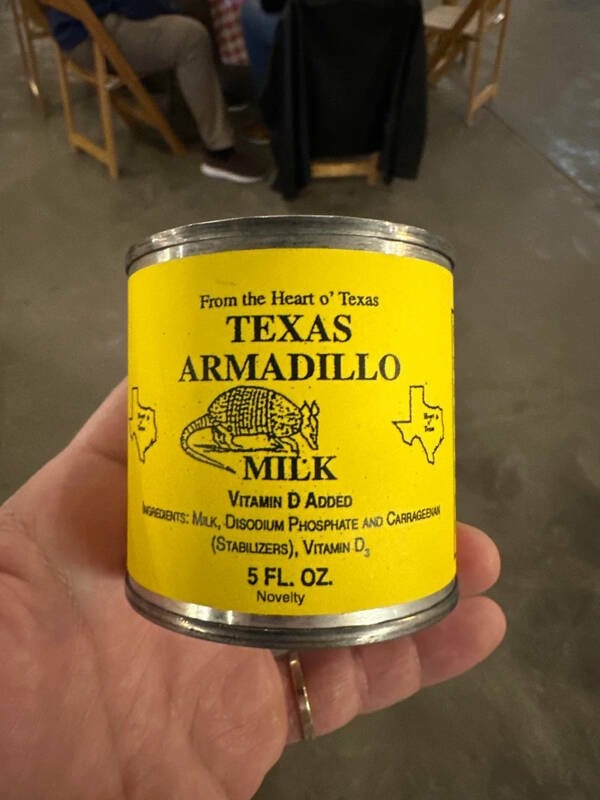 From the Heart o' Texas
TEXAS
ARMADILLO
MILK
VITAMIN D ADDED
INGREDIENTS: MILK, DISODIUM PHOSPHATE AND CARRAGEENAN
(STABILIZERS), VITAMIN D₃
5 FL. OZ.
Novelty